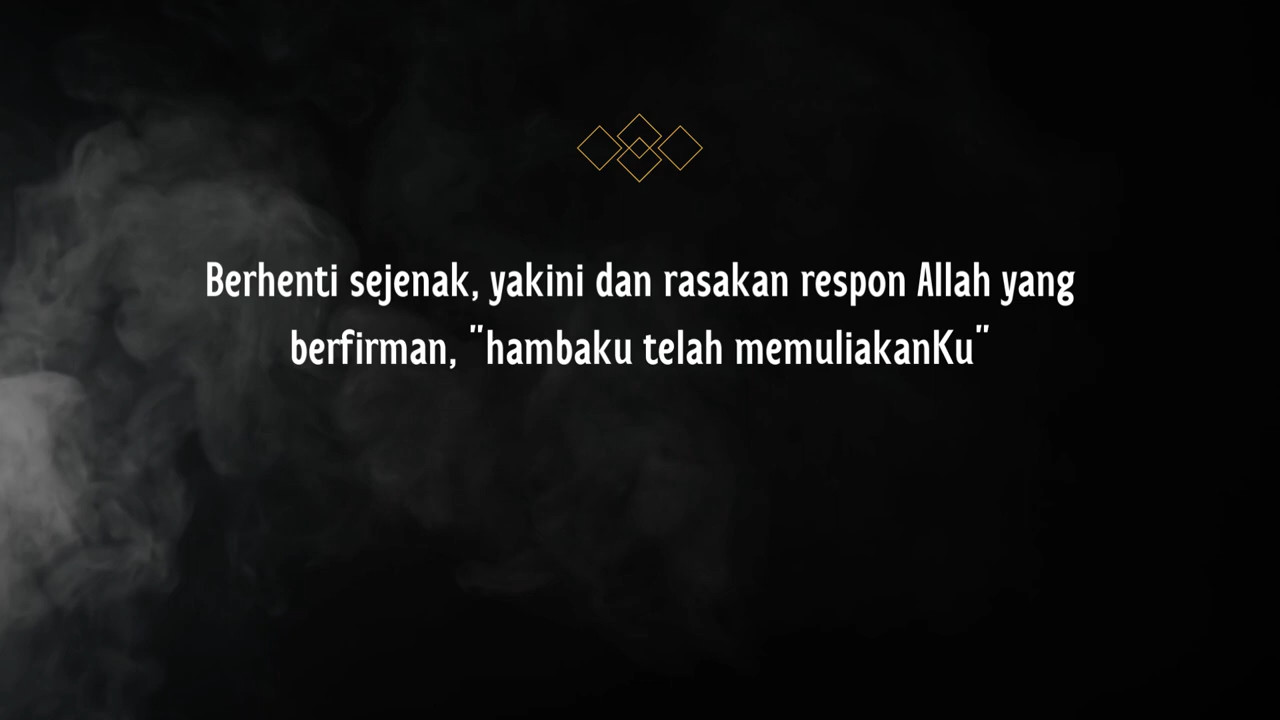 Berhenti sejenak, yakini dan rasakan respon Allah yang
berfirman, "hambaku telah memuliakanKu"